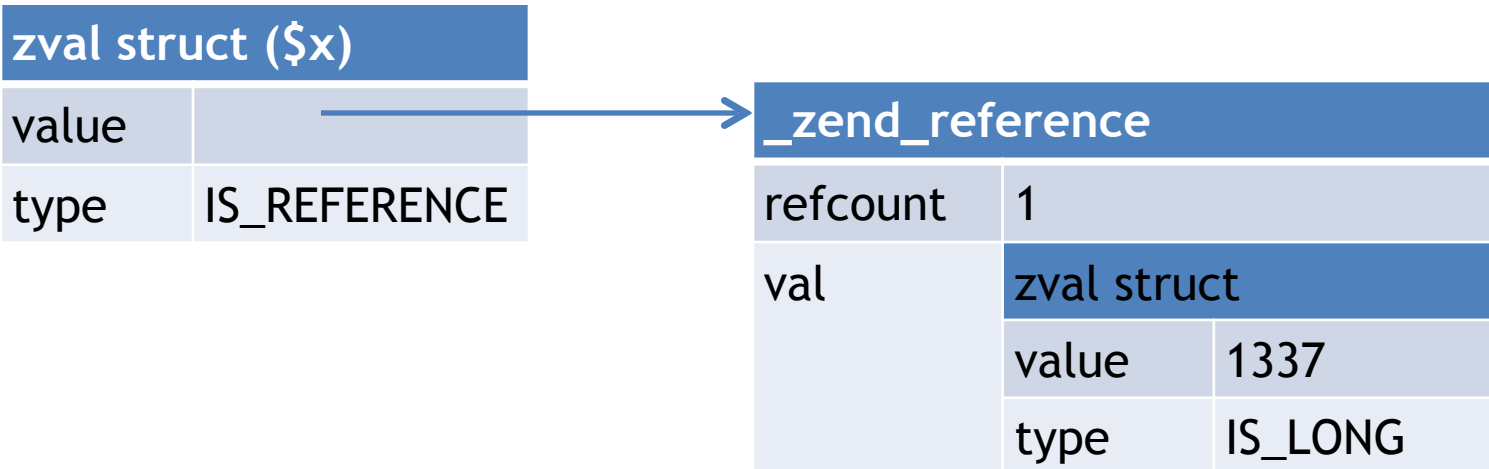 zval struct ($x)
value
type IS_REFERENCE
_zend_reference
refcount 1
val zval struct
value 1337
type IS_LONG